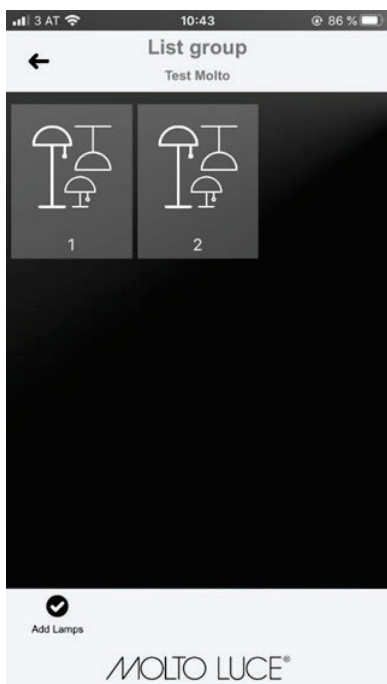 3 AT 10:43 86 %
List group
Test Molto
1 2
Add Lamps
MOLTO LUCE®